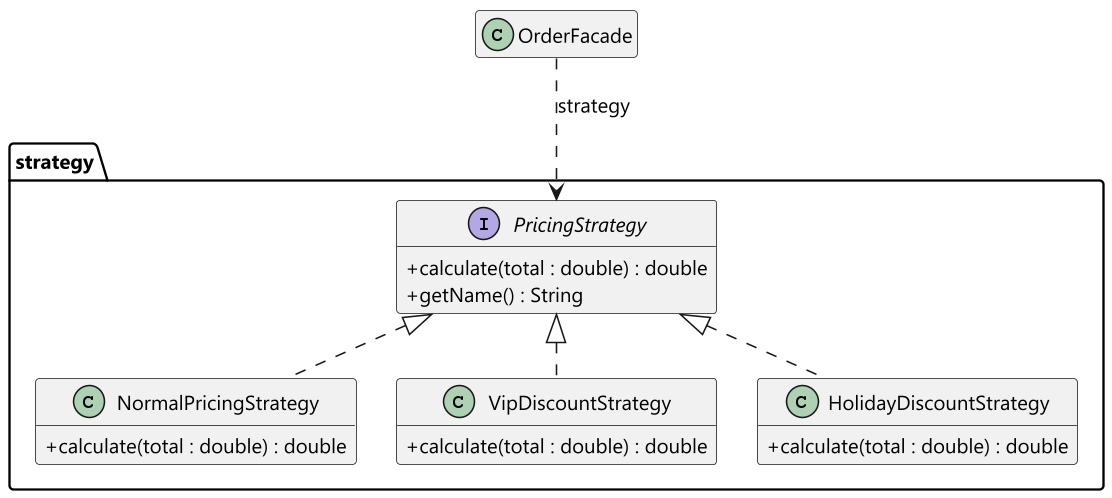 C OrderFacade
strategy
strategy
I PricingStrategy
+calculate(total : double) : double
+getName() : String
C NormalPricingStrategy
+calculate(total : double) : double
C VipDiscountStrategy
+calculate(total : double) : double
C HolidayDiscountStrategy
+calculate(total : double) : double